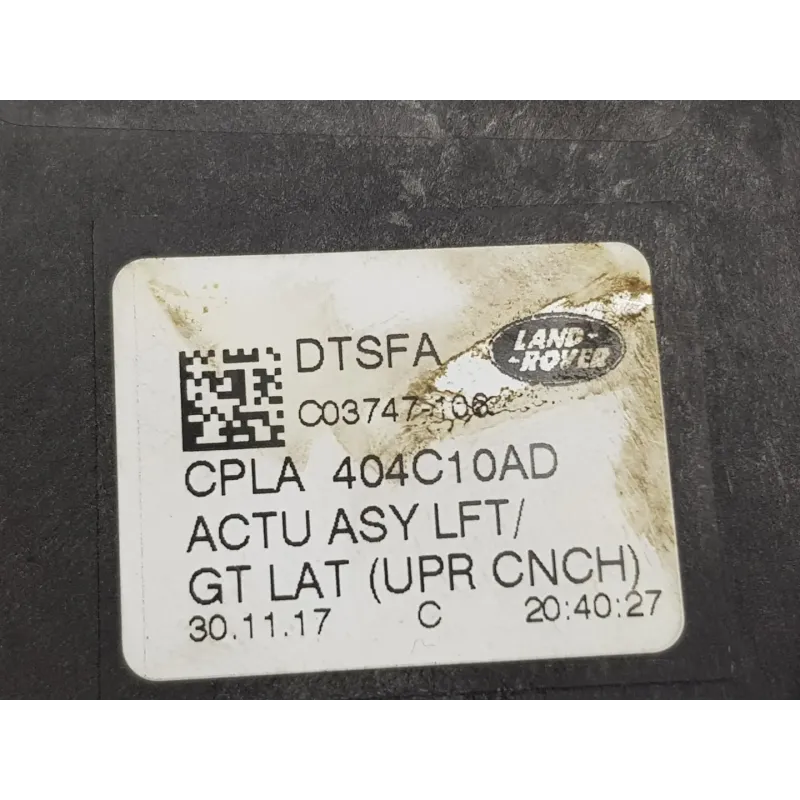 DTSFA
LAND-
-ROVER
C03747-106
CPLA 404C10AD
ACTU ASY LFT/
GT LAT (UPR CNCH)
30.11.17 C 20:40:27